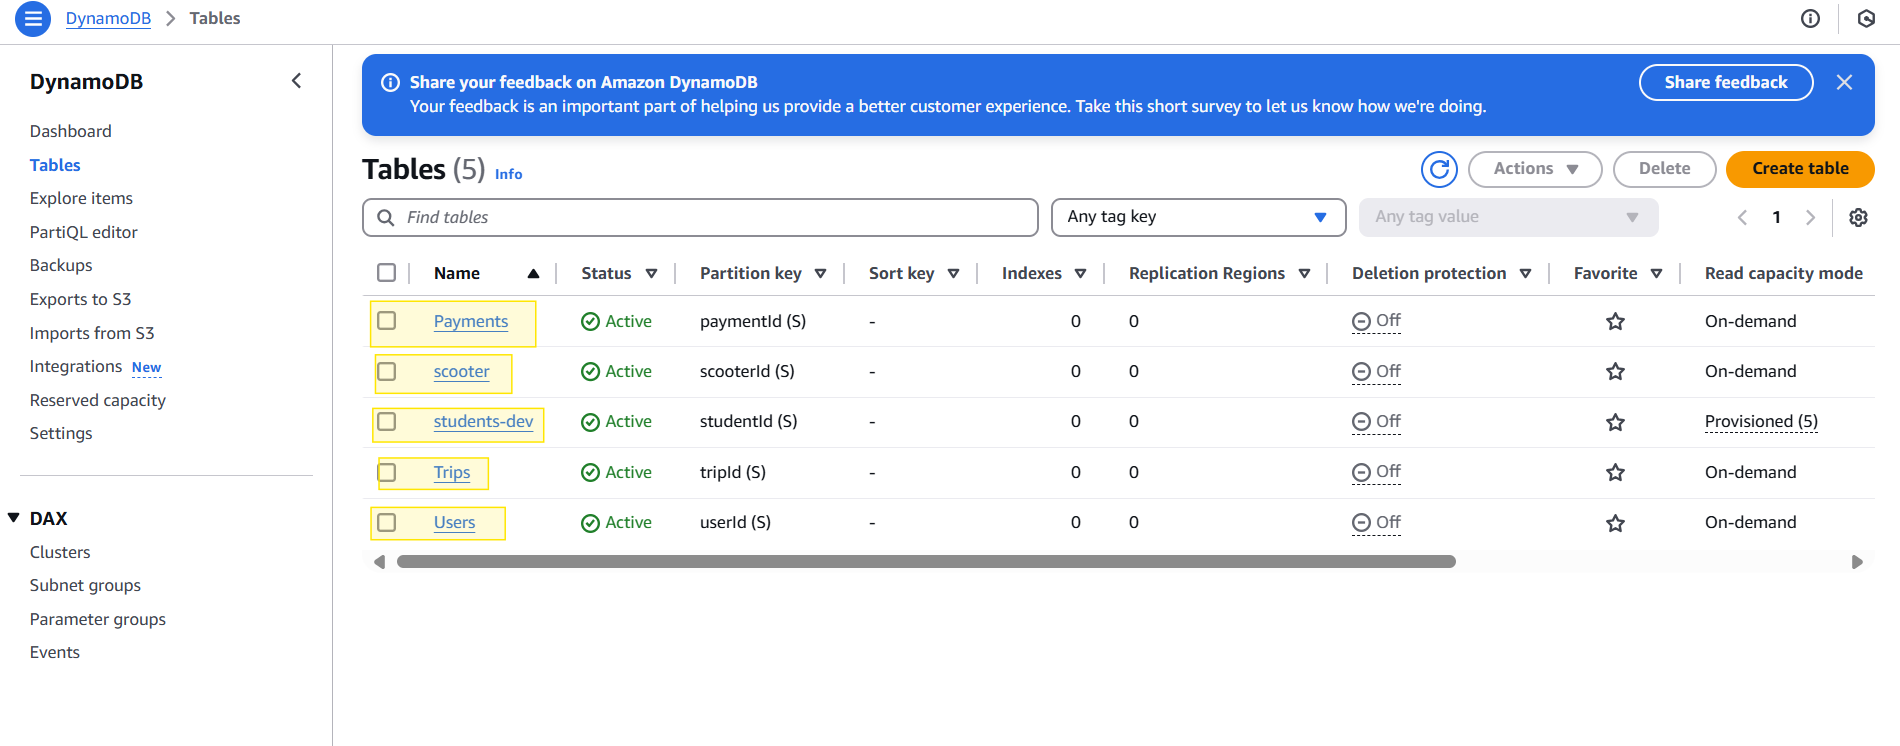 DynamoDB > Tables
DynamoDB
Dashboard
Tables
Explore items
PartiQL editor
Backups
Exports to S3
Imports from S3
Integrations New
Reserved capacity
Settings
DAX
Clusters
Subnet groups
Parameter groups
Events
Share your feedback on Amazon DynamoDB
Your feedback is an important part of helping us provide a better customer experience. Take this short survey to let us know how we're doing.
Share feedback
Tables (5) Info
Actions
Delete
Create table
Find tables
Any tag key
Any tag value
1
Name Status Partition key Sort key Indexes Replication Regions Deletion protection Favorite Read capacity mode
Payments Active paymentId (S) - 0 0 Off On-demand
scooter Active scooterId (S) - 0 0 Off On-demand
students-dev Active studentId (S) - 0 0 Off Provisioned (5)
Trips Active tripId (S) - 0 0 Off On-demand
Users Active userId (S) - 0 0 Off On-demand